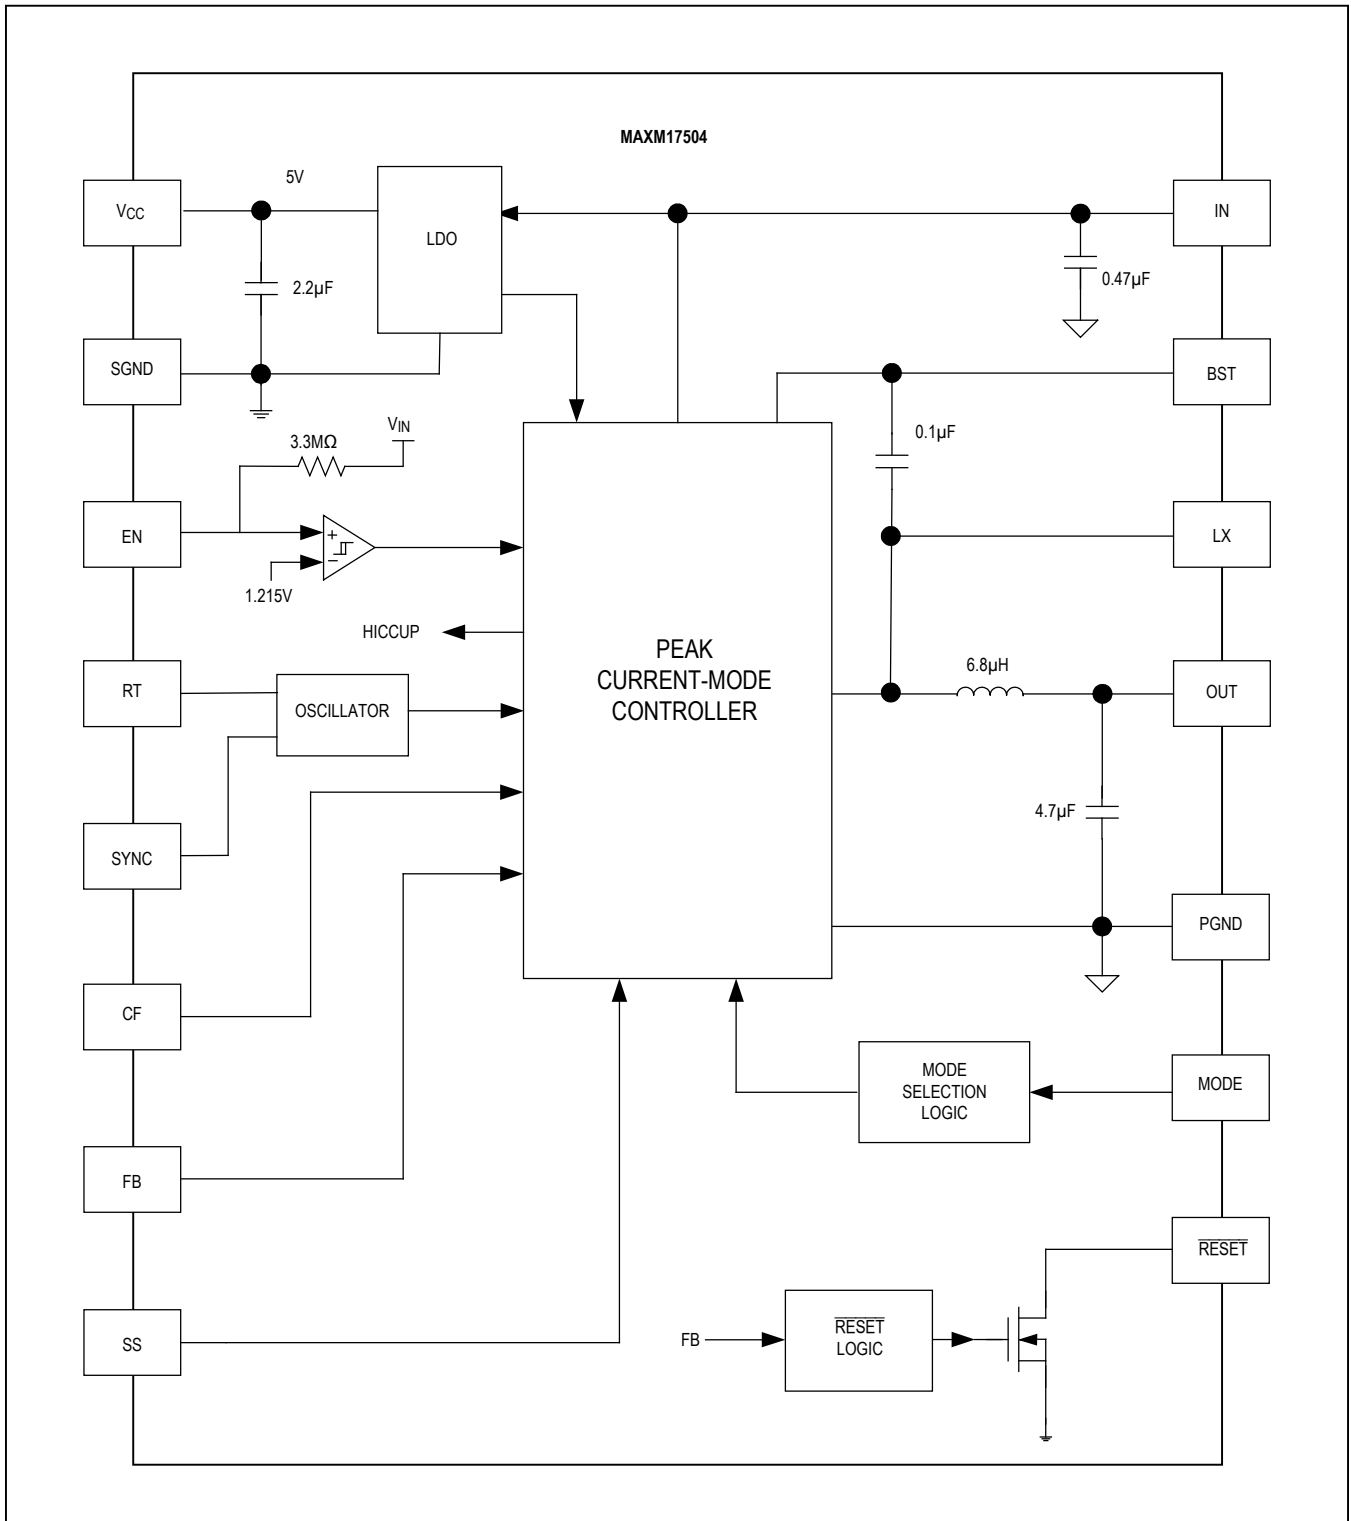 MAXM17504
5V
VCC
LDO
IN
2.2µF
0.47µF
SGND
BST
VIN
3.3MΩ
0.1µF
EN
+
−
1.215V
LX
HICCUP
PEAK
CURRENT-MODE
CONTROLLER
6.8µH
RT
OSCILLATOR
OUT
4.7µF
SYNC
PGND
CF
MODE
SELECTION
LOGIC
MODE
FB
RESET
FB
RESET
LOGIC
SS